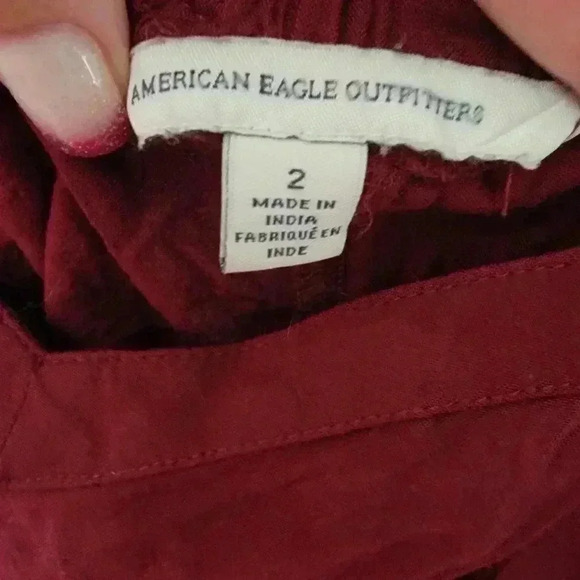 AMERICAN EAGLE OUTFITTERS
2
MADE IN
INDIA
FABRIQUÉ EN
INDE